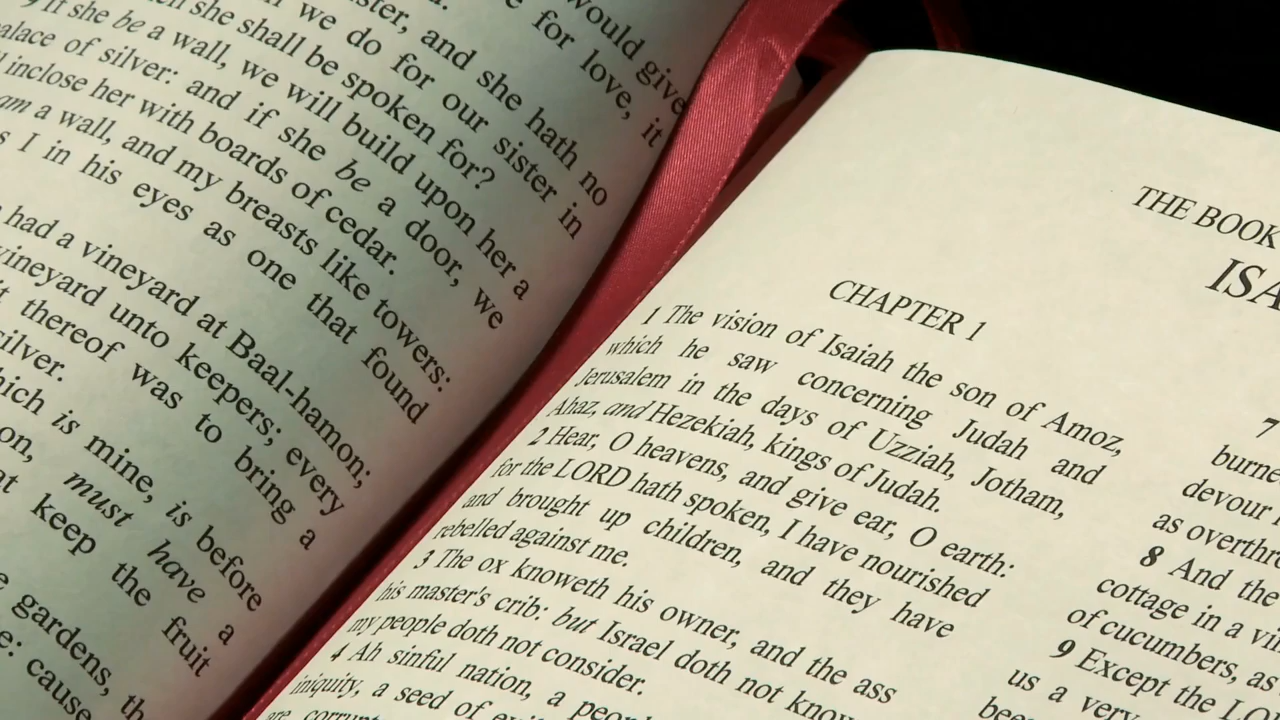 would give
for love, it
ster, and she hath no
we do for our sister in
en she shall be spoken for?
9 If she be a wall, we will build upon her a
alace of silver: and if she be a door, we
inclose her with boards of cedar.
am a wall, and my breasts like towers:
I in his eyes as one that found
had a vineyard at Baal-hamon;
vineyard unto keepers; every
thereof was to bring a
silver.
hich is mine, is before
on, must have a
keep the fruit
gardens, th
e: cause
THE BOOK
ISA
CHAPTER 1
1 The vision of Isaiah the son of Amoz,
which he saw concerning Judah and
Jerusalem in the days of Uzziah, Jotham,
Ahaz, and Hezekiah, kings of Judah.
2 Hear, O heavens, and give ear, O earth:
for the LORD hath spoken, I have nourished
and brought up children, and they have
rebelled against me.
3 The ox knoweth his owner, and the ass
his master's crib: but Israel doth not know
my people doth not consider.
4 Ah sinful nation, a peop
iniquity, a seed of
are corrupt
7
burne
devour
as overthro
8 And the
cottage in a vi
of cucumbers, as
9 Except the LO
us a very
bee